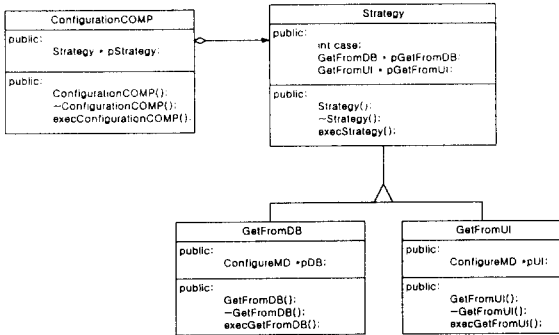 ConfigurationCOMP
public:
Strategy * pStrategy;
public:
ConfigurationCOMP();
~ConfigurationCOMP();
execConfigurationCOMP();
Strategy
public:
int case;
GetFromDB * pGetFromDB;
GetFromUI * pGetFromUI;
public:
Strategy();
~Strategy();
execStrategy();
GetFromDB
public:
ConfigureMD *pDB;
public:
GetFromDB();
~GetFromDB();
execGetFromDB();
GetFromUI
public:
ConfigureMD *pUI;
public:
GetFromUI();
~GetFromUI();
execGetFromUI();